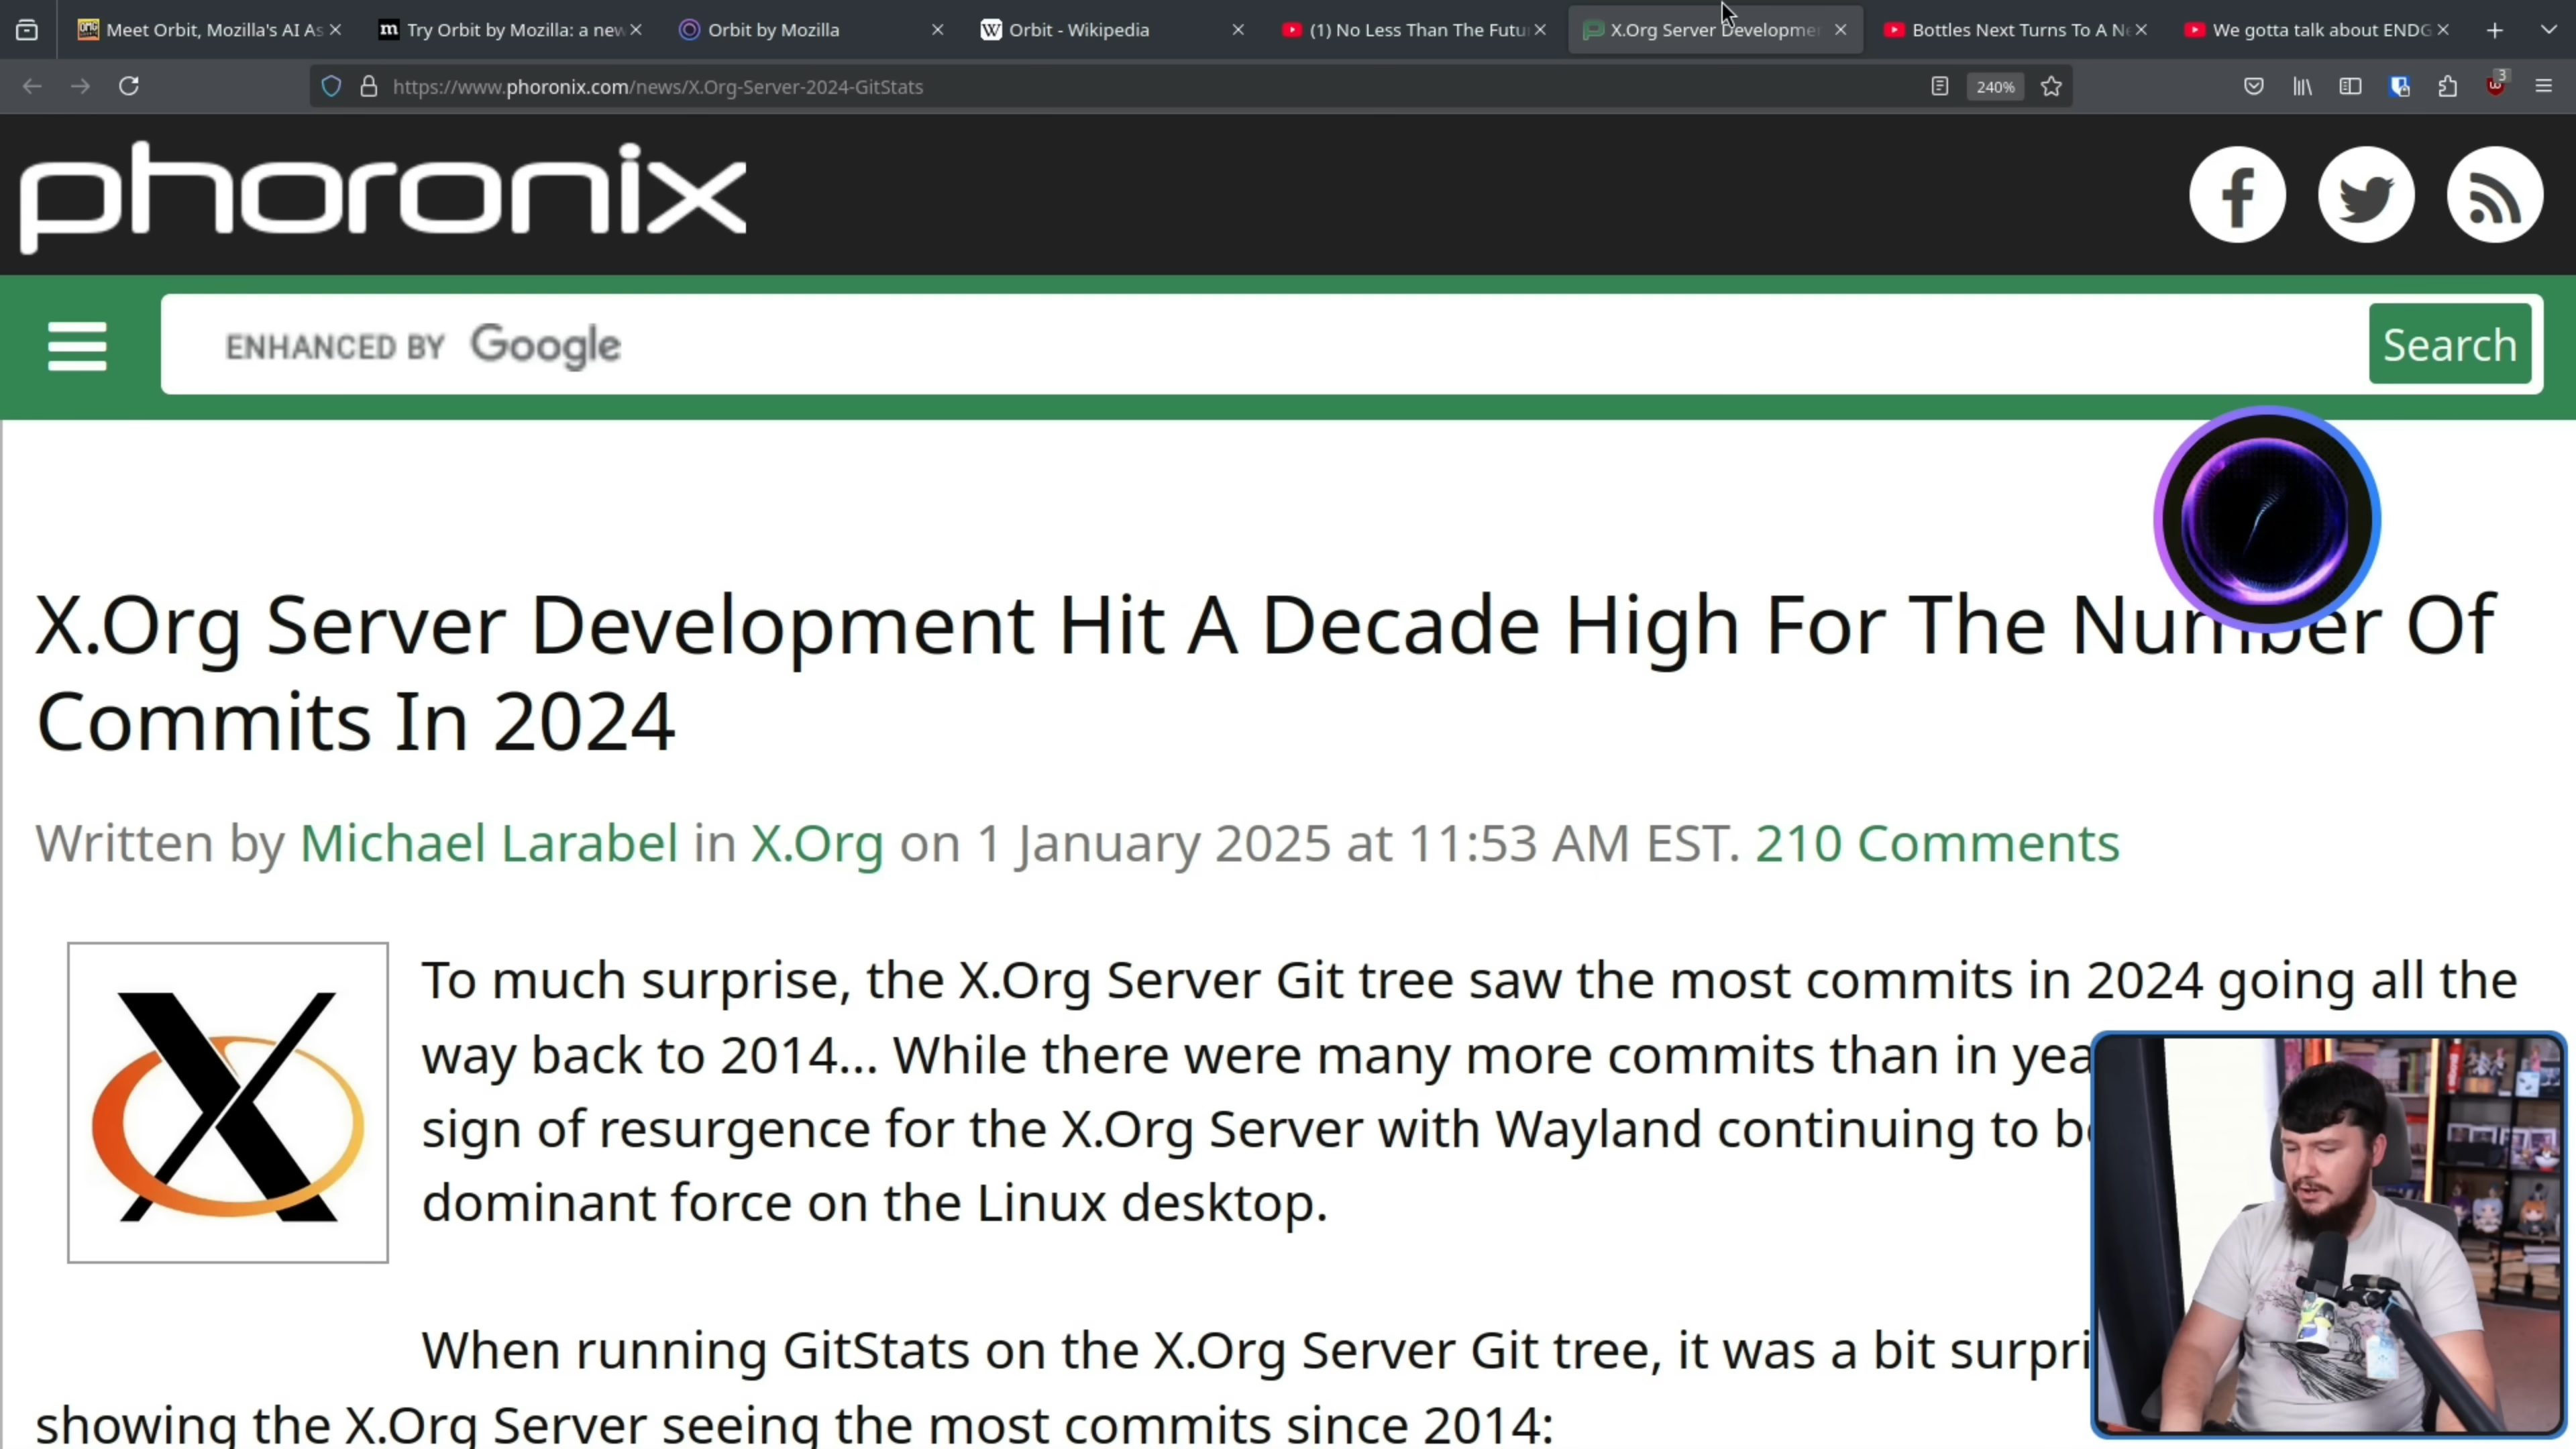 Meet Orbit, Mozilla's AI As
Try Orbit by Mozilla: a new
Orbit by Mozilla
Orbit - Wikipedia
(1) No Less Than The Futu
X.Org Server Developmen
Bottles Next Turns To A Ne
We gotta talk about ENDG
https://www.phoronix.com/news/X.Org-Server-2024-GitStats
240%
3
phoronix
ENHANCED BY Google
Search
X.Org Server Development Hit A Decade High For The Number Of
Commits In 2024
Written by Michael Larabel in X.Org on 1 January 2025 at 11:53 AM EST. 210 Comments
To much surprise, the X.Org Server Git tree saw the most commits in 2024 going all the
way back to 2014... While there were many more commits than in yea
sign of resurgence for the X.Org Server with Wayland continuing to be
dominant force on the Linux desktop.
When running GitStats on the X.Org Server Git tree, it was a bit surpri
showing the X.Org Server seeing the most commits since 2014: